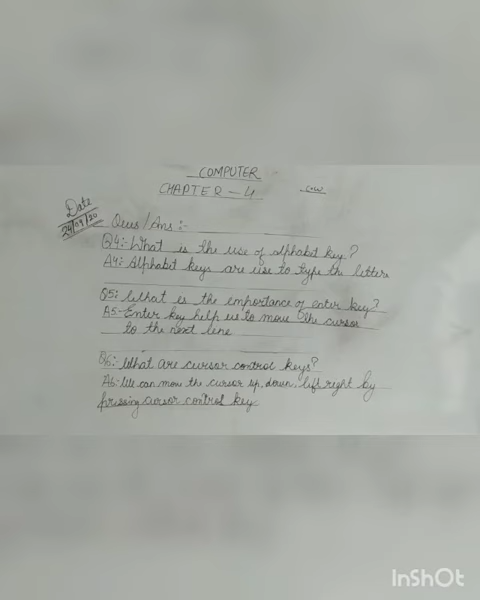 COMPUTER
CHAPTER - 4
C.W
Date
24/09/20
Ques/Ans:-
Q4:- What is the use of alphabet key?
A4:- Alphabet keys are use to type the letters
Q5:- What is the importance of enter key?
A5- Enter key help us to move the cursor
to the next line
Q6:- What are cursor control keys?
A6:- We can move the cursor up, down, left right by
pressing cursor control key
InShOt